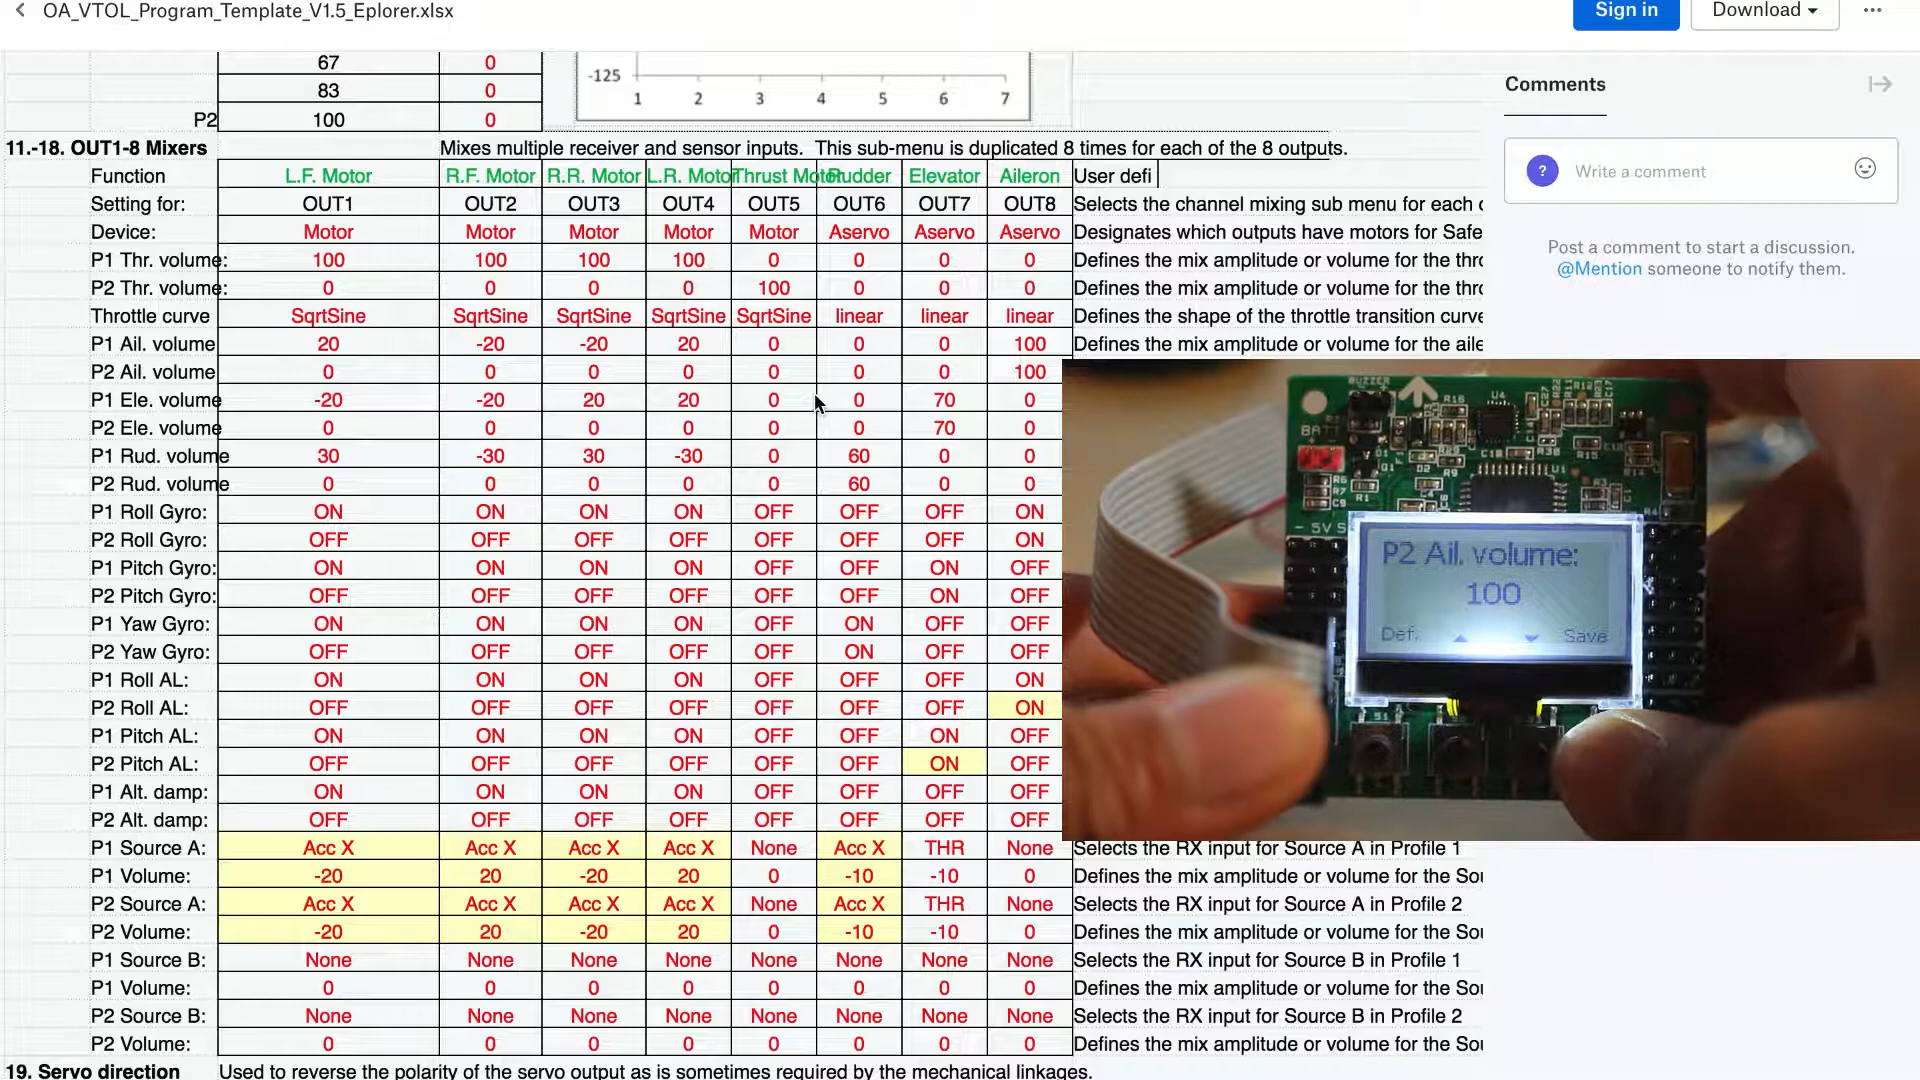 OA_VTOL_Program_Template_V1.5_Eplorer.xlsx
Sign in
Download
...
67 0
83 0
P2 100 0
-125
1 2 3 4 5 6 7
Comments
? Write a comment
Post a comment to start a discussion.
@Mention someone to notify them.
11.-18. OUT1-8 Mixers Mixes multiple receiver and sensor inputs. This sub-menu is duplicated 8 times for each of the 8 outputs.
Function L.F. Motor R.F. Motor R.R. Motor L.R. Motor Thrust Motor Rudder Elevator Aileron User defi
Setting for: OUT1 OUT2 OUT3 OUT4 OUT5 OUT6 OUT7 OUT8 Selects the channel mixing sub menu for each
Device: Motor Motor Motor Motor Motor Aservo Aservo Aservo Designates which outputs have motors for Safe
P1 Thr. volume: 100 100 100 100 0 0 0 0 Defines the mix amplitude or volume for the thro
P2 Thr. volume: 0 0 0 0 100 0 0 0 Defines the mix amplitude or volume for the thro
Throttle curve SqrtSine SqrtSine SqrtSine SqrtSine SqrtSine linear linear linear Defines the shape of the throttle transition curve
P1 Ail. volume 20 -20 -20 20 0 0 0 100 Defines the mix amplitude or volume for the aile
P2 Ail. volume 0 0 0 0 0 0 0 100
P1 Ele. volume -20 -20 20 20 0 0 70 0
P2 Ele. volume 0 0 0 0 0 0 70 0
P1 Rud. volume 30 -30 30 -30 0 60 0 0
P2 Rud. volume 0 0 0 0 0 60 0 0
P1 Roll Gyro: ON ON ON ON OFF OFF OFF ON
P2 Roll Gyro: OFF OFF OFF OFF OFF OFF OFF ON
P1 Pitch Gyro: ON ON ON ON OFF OFF ON OFF
P2 Pitch Gyro: OFF OFF OFF OFF OFF OFF ON OFF
P1 Yaw Gyro: ON ON ON ON OFF ON OFF OFF
P2 Yaw Gyro: OFF OFF OFF OFF OFF ON OFF OFF
P1 Roll AL: ON ON ON ON OFF OFF OFF ON
P2 Roll AL: OFF OFF OFF OFF OFF OFF OFF ON
P1 Pitch AL: ON ON ON ON OFF OFF ON OFF
P2 Pitch AL: OFF OFF OFF OFF OFF OFF ON OFF
P1 Alt. damp: ON ON ON ON OFF OFF OFF OFF
P2 Alt. damp: OFF OFF OFF OFF OFF OFF OFF OFF
P1 Source A: Acc X Acc X Acc X Acc X None Acc X THR None Selects the RX input for Source A in Profile 1
P1 Volume: -20 20 -20 20 0 -10 -10 0 Defines the mix amplitude or volume for the Sou
P2 Source A: Acc X Acc X Acc X Acc X None Acc X THR None Selects the RX input for Source A in Profile 2
P2 Volume: -20 20 -20 20 0 -10 -10 0 Defines the mix amplitude or volume for the Sou
P1 Source B: None None None None None None None None Selects the RX input for Source B in Profile 1
P1 Volume: 0 0 0 0 0 0 0 0 Defines the mix amplitude or volume for the Sou
P2 Source B: None None None None None None None None Selects the RX input for Source B in Profile 2
P2 Volume: 0 0 0 0 0 0 0 0 Defines the mix amplitude or volume for the Sou
19. Servo direction Used to reverse the polarity of the servo output as is sometimes required by the mechanical linkages.
BUZZER
R16
U4
D2
R9
R1
R6
R7
C9
C10
U1
R15
- 5V S
S1
P2 Ail. volume:
100
Def. Save